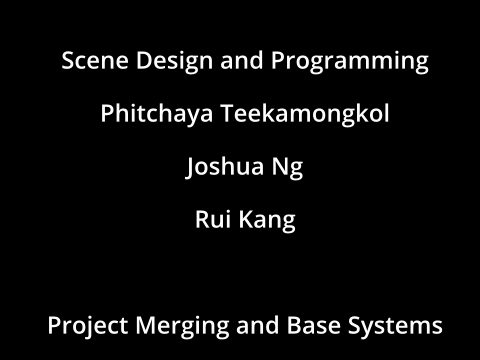 Scene Design and Programming
Phitchaya Teekamongkol
Joshua Ng
Rui Kang
Project Merging and Base Systems